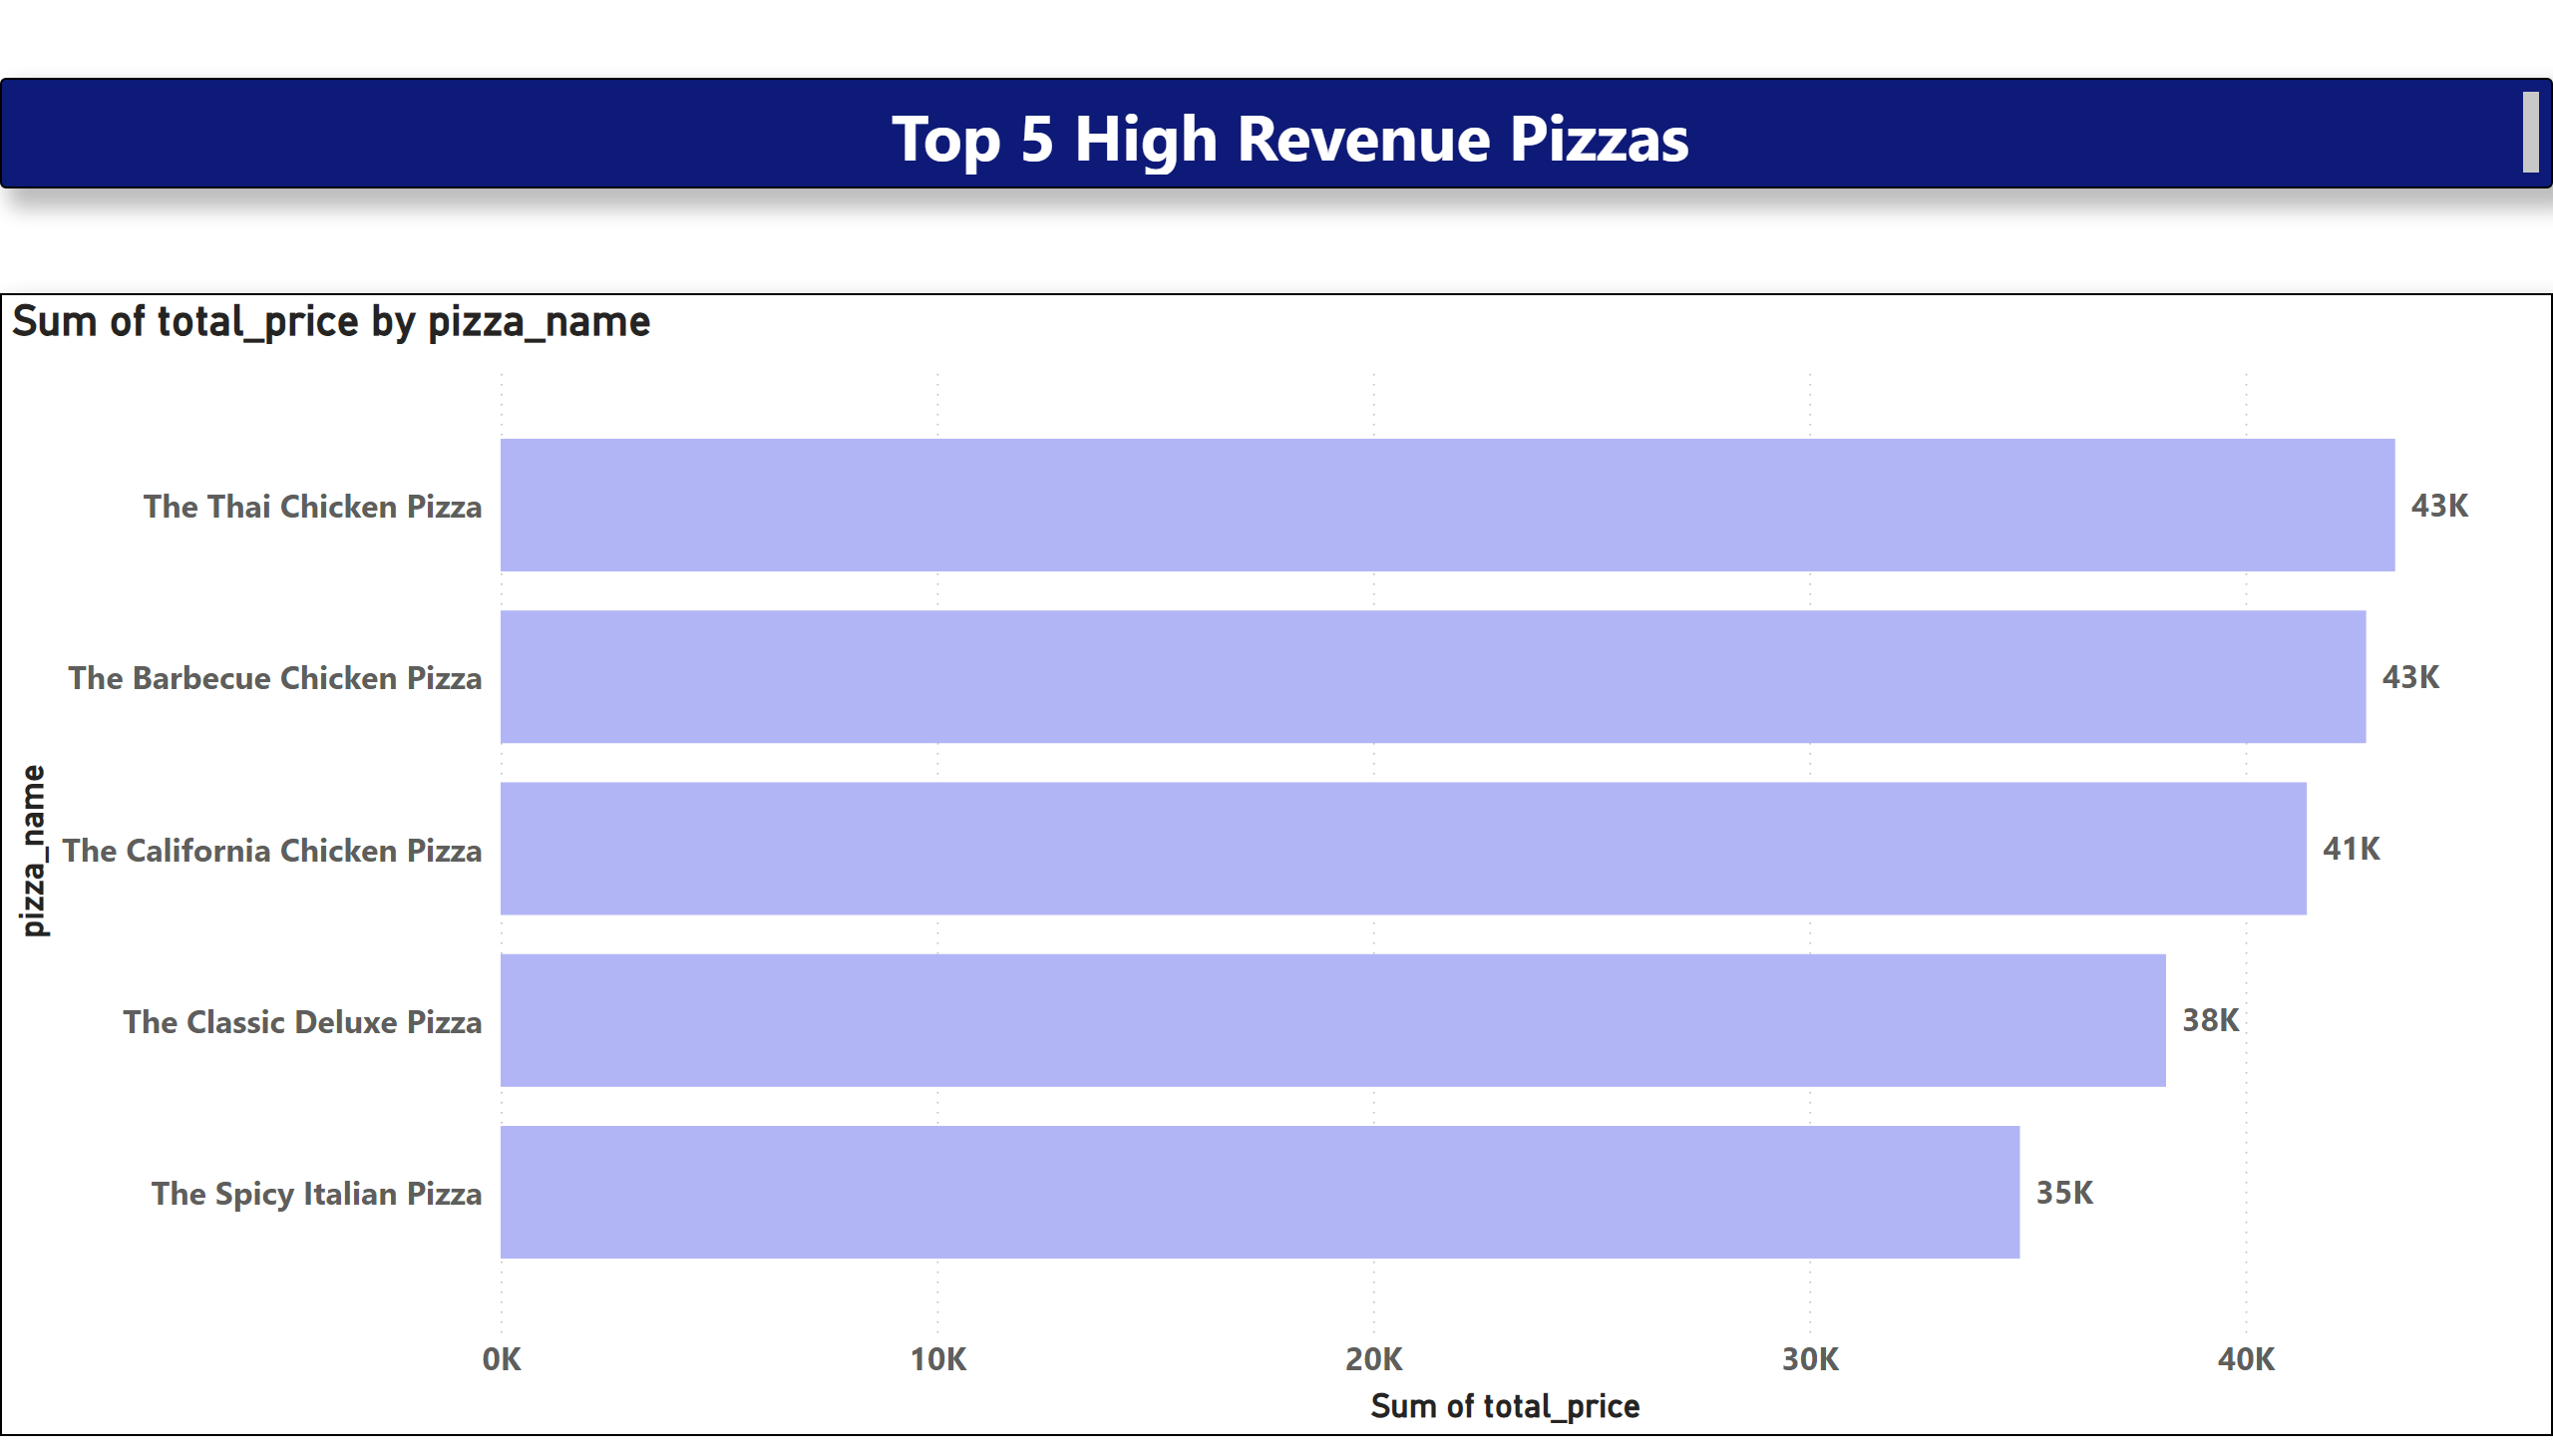 Top 5 High Revenue Pizzas
Sum of total_price by pizza_name
pizza_name
The Thai Chicken Pizza 43K
The Barbecue Chicken Pizza 43K
The California Chicken Pizza 41K
The Classic Deluxe Pizza 38K
The Spicy Italian Pizza 35K
0K 10K 20K 30K 40K
Sum of total_price